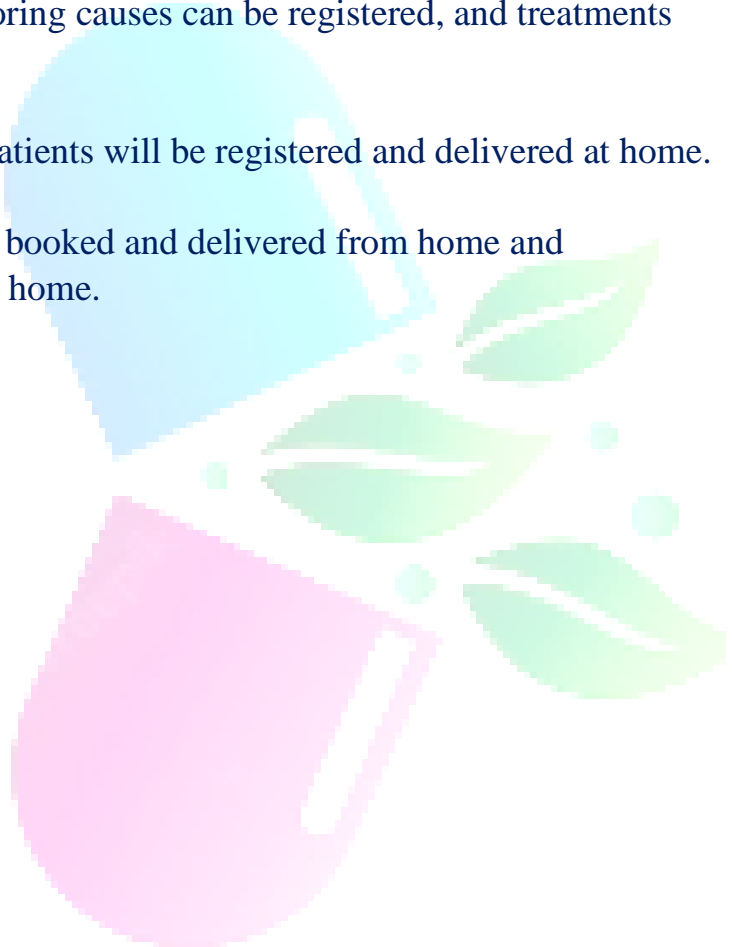 oring causes can be registered, and treatments
atients will be registered and delivered at home.
booked and delivered from home and
home.